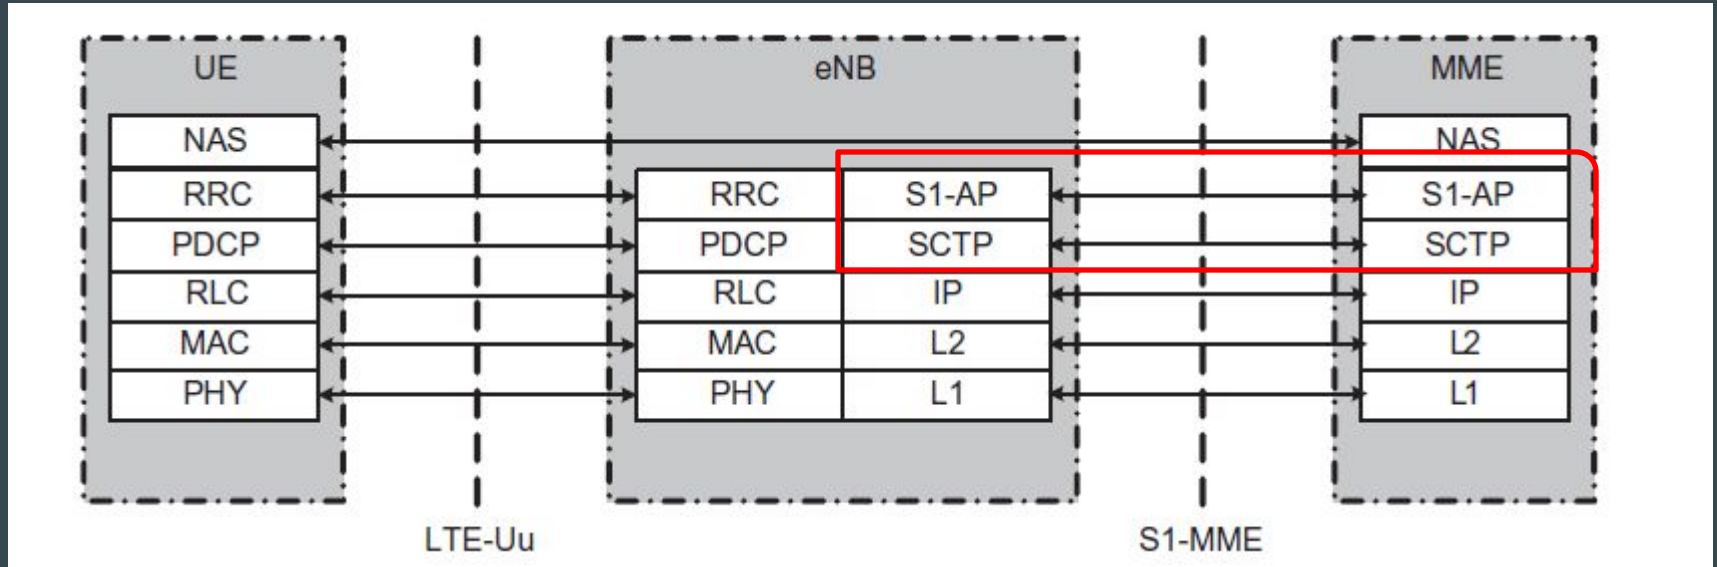 UE eNB MME
NAS NAS
RRC RRC S1-AP S1-AP
PDCP PDCP SCTP SCTP
RLC RLC IP IP
MAC MAC L2 L2
PHY PHY L1 L1
LTE-Uu S1-MME